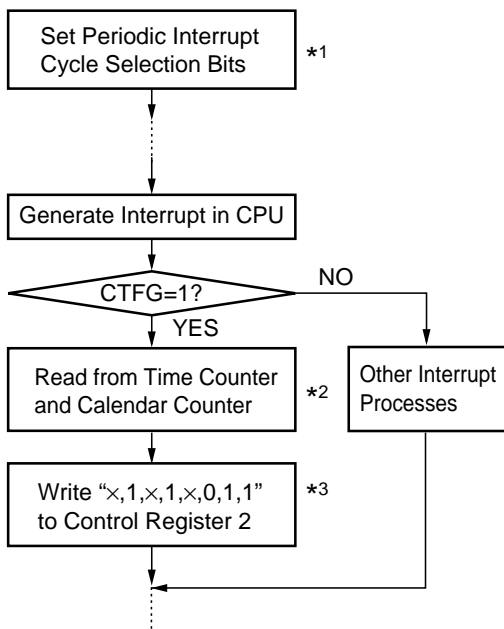 Set Periodic Interrupt
Cycle Selection Bits
*1
Generate Interrupt in CPU
CTFG=1?
NO
YES
Read from Time Counter
and Calendar Counter
*2
Other Interrupt
Processes
Write “×,1,×,1,×,0,1,1”
to Control Register 2
*3